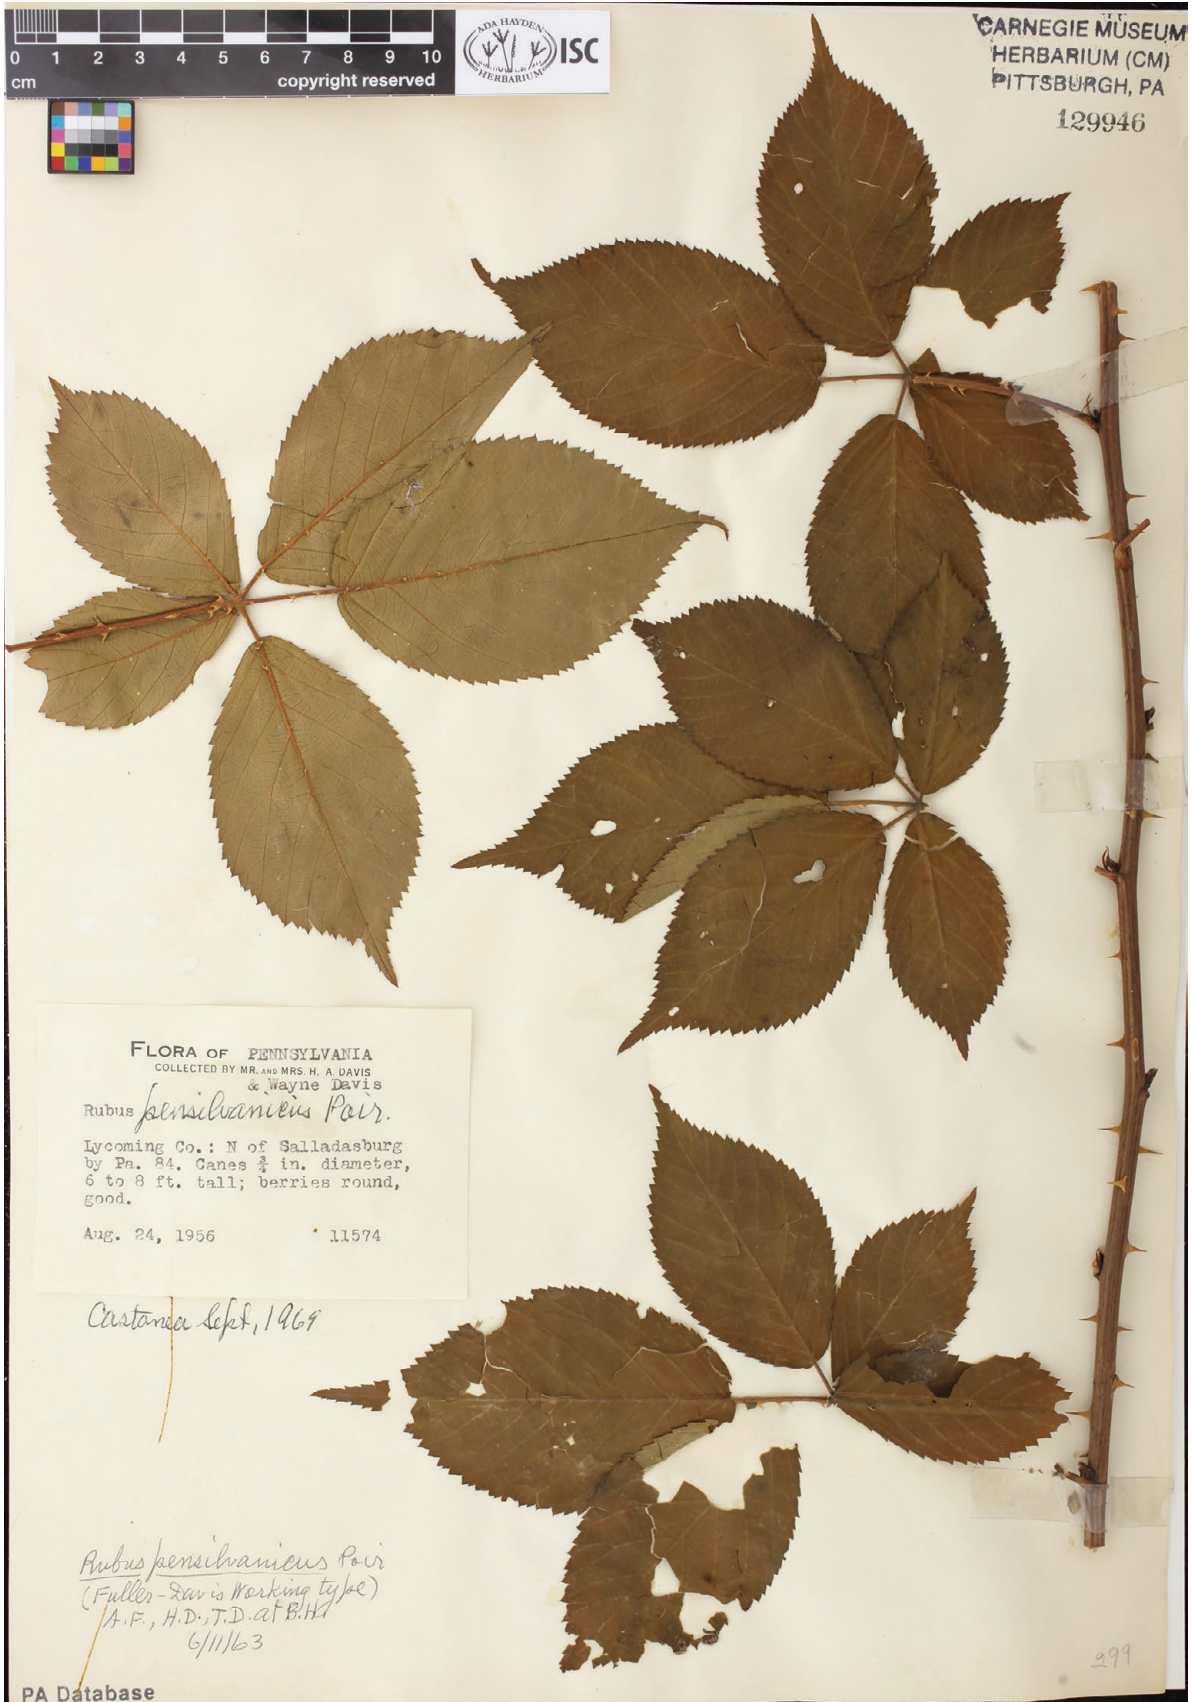 0 1 2 3 4 5 6 7 8 9 10
cm
copyright reserved
ADA HAYDEN
HERBARIUM
ISC
CARNEGIE MUSEUM
HERBARIUM (CM)
PITTSBURGH, PA
129946
FLORA OF PENNSYLVANIA
COLLECTED BY MR. AND MRS. H. A. DAVIS
& Wayne Davis
Rubus pensilvanicus Poir.
Lycoming Co.: N of Salladasburg
by Pa. 84. Canes ¾ in. diameter,
6 to 8 ft. tall; berries round,
good.
Aug. 24, 1956 11574
Castanea Sept, 1969
Rubus pensilvanicus Poir
(Fuller-Davis Working type)
A.F., H.D., T.D. at B.H.
6/11/63
299
PA Database